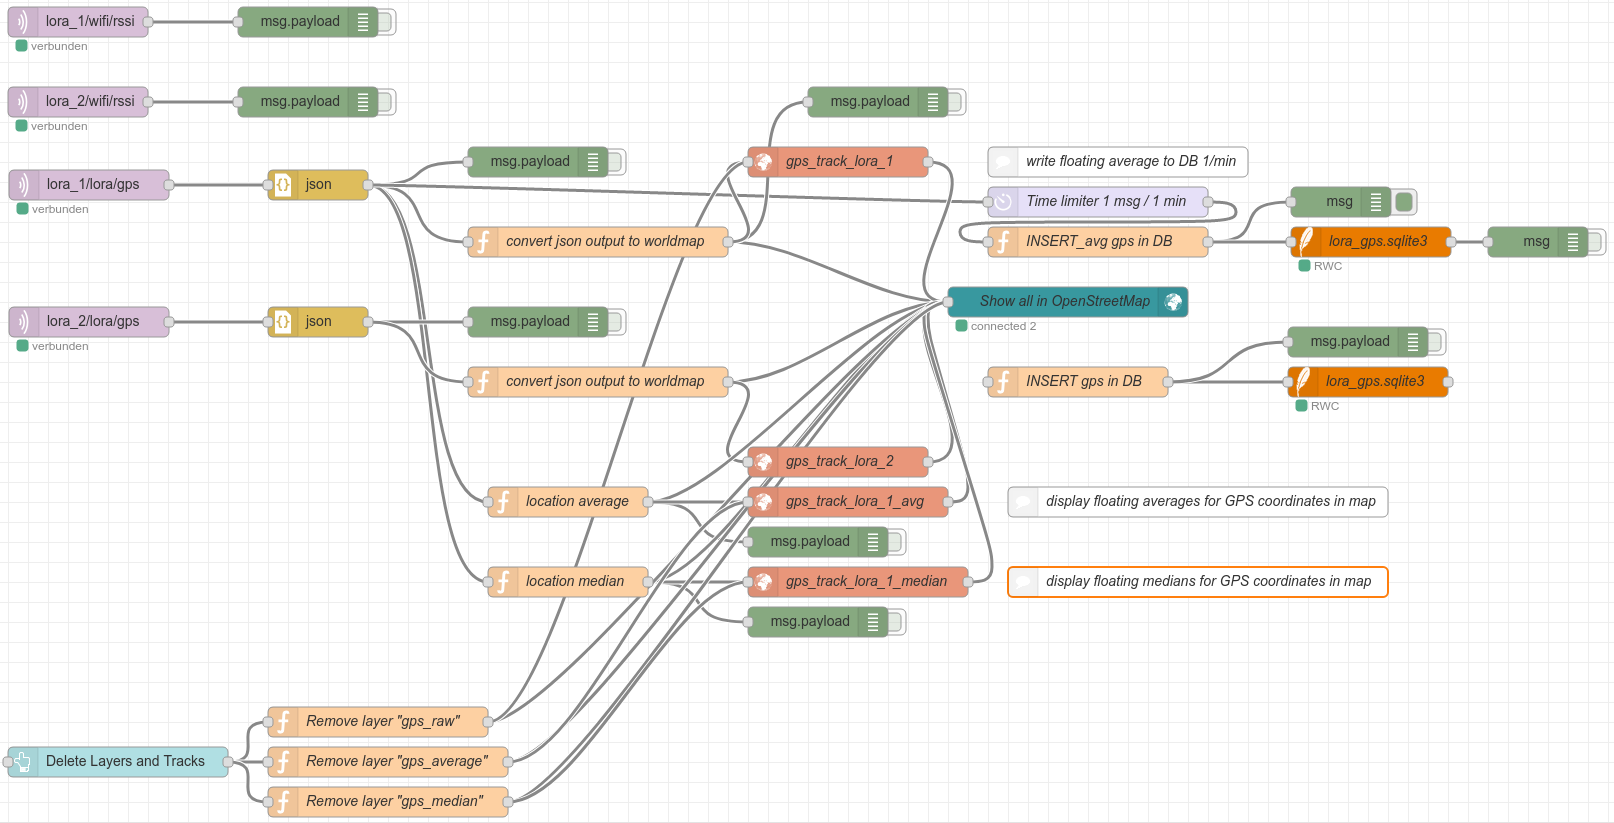 lora_1/wifi/rssi
msg.payload
verbunden
lora_2/wifi/rssi
msg.payload
msg.payload
verbunden
msg.payload
gps_track_lora_1
write floating average to DB 1/min
lora_1/lora/gps
json
Time limiter 1 msg / 1 min
msg
verbunden
convert json output to worldmap
INSERT_avg gps in DB
lora_gps.sqlite3
msg
RWC
Show all in OpenStreetMap
connected 2
lora_2/lora/gps
json
msg.payload
verbunden
msg.payload
convert json output to worldmap
INSERT gps in DB
lora_gps.sqlite3
RWC
gps_track_lora_2
location average
gps_track_lora_1_avg
display floating averages for GPS coordinates in map
msg.payload
location median
gps_track_lora_1_median
display floating medians for GPS coordinates in map
msg.payload
Remove layer "gps_raw"
Delete Layers and Tracks
Remove layer "gps_average"
Remove layer "gps_median"